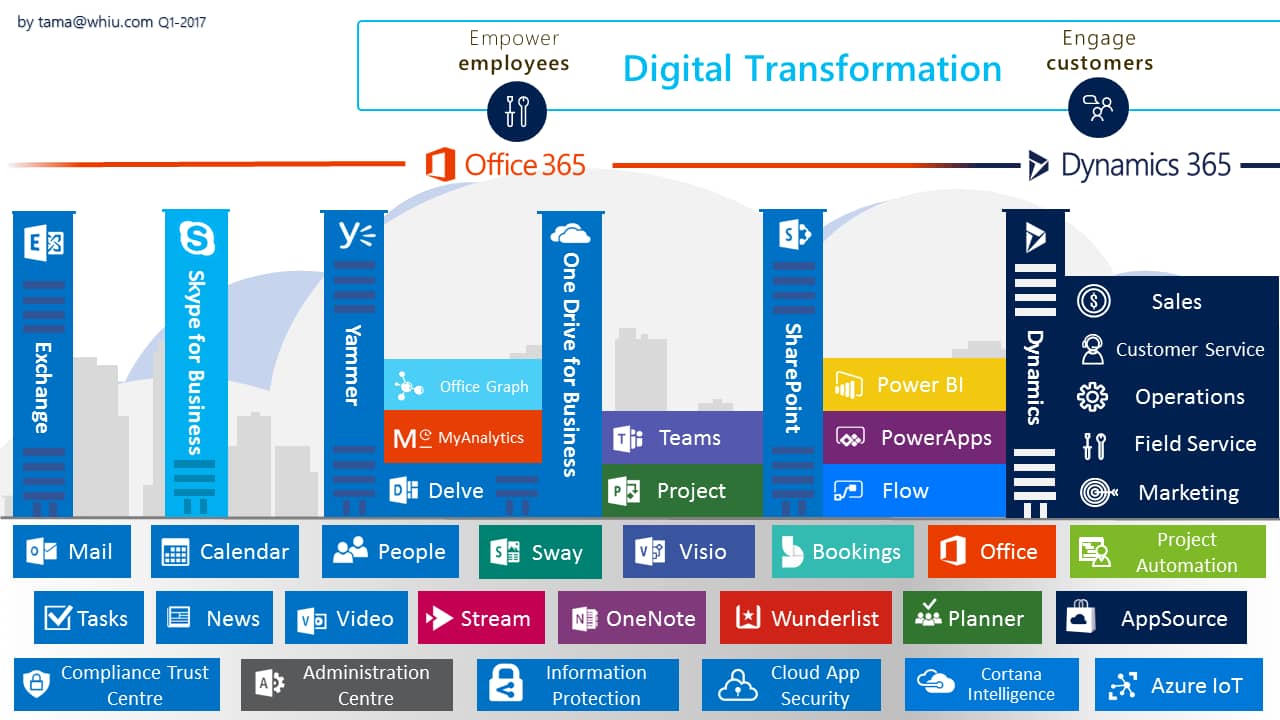 by tama@whiu.com Q1-2017
Empower
employees
Digital Transformation
Engage
customers
Office 365
Dynamics 365
Exchange
Skype for Business
Yammer
Office Graph
MyAnalytics
Delve
One Drive for Business
Teams
Project
SharePoint
Power BI
PowerApps
Flow
Dynamics
Sales
Customer Service
Operations
Field Service
Marketing
Mail
Calendar
People
Sway
Visio
Bookings
Office
Project
Automation
Tasks
News
Video
Stream
OneNote
Wunderlist
Planner
AppSource
Compliance Trust
Centre
Administration
Centre
Information
Protection
Cloud App
Security
Cortana
Intelligence
Azure IoT